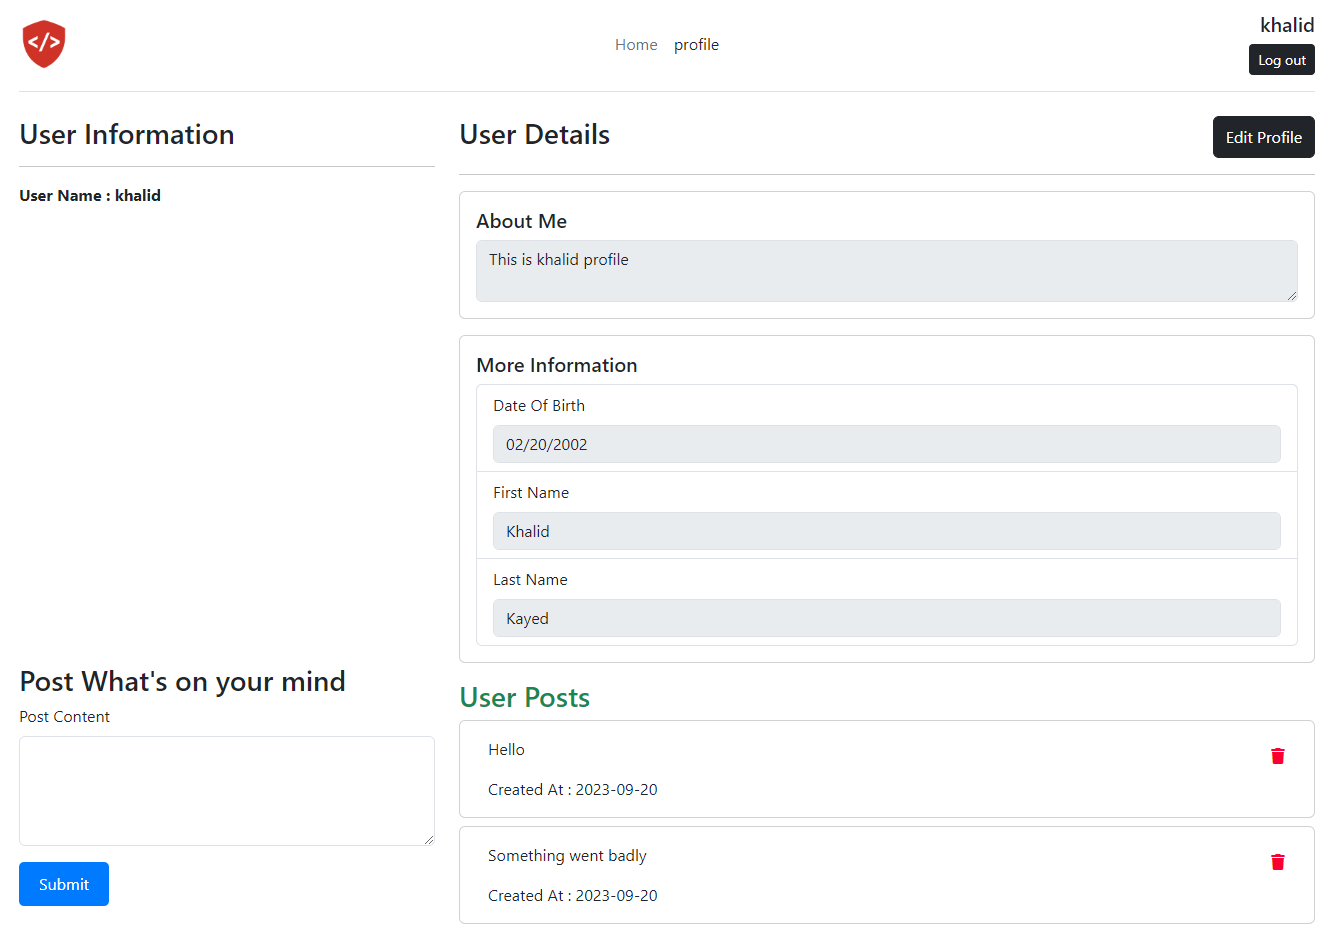 </>
Home profile
khalid
Log out
User Information
User Name : khalid
Post What's on your mind
Post Content
Submit
User Details
Edit Profile
About Me
This is khalid profile
More Information
Date Of Birth
02/20/2002
First Name
Khalid
Last Name
Kayed
User Posts
Hello
Created At : 2023-09-20
Something went badly
Created At : 2023-09-20